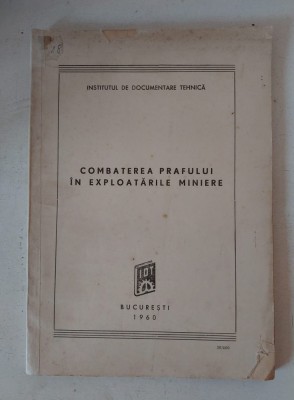 INSTITUTUL DE DOCUMENTARE TEHNICĂ
COMBATEREA PRAFULUI
ÎN EXPLOATĂRILE MINIERE
IDT
BUCUREȘTI
1960